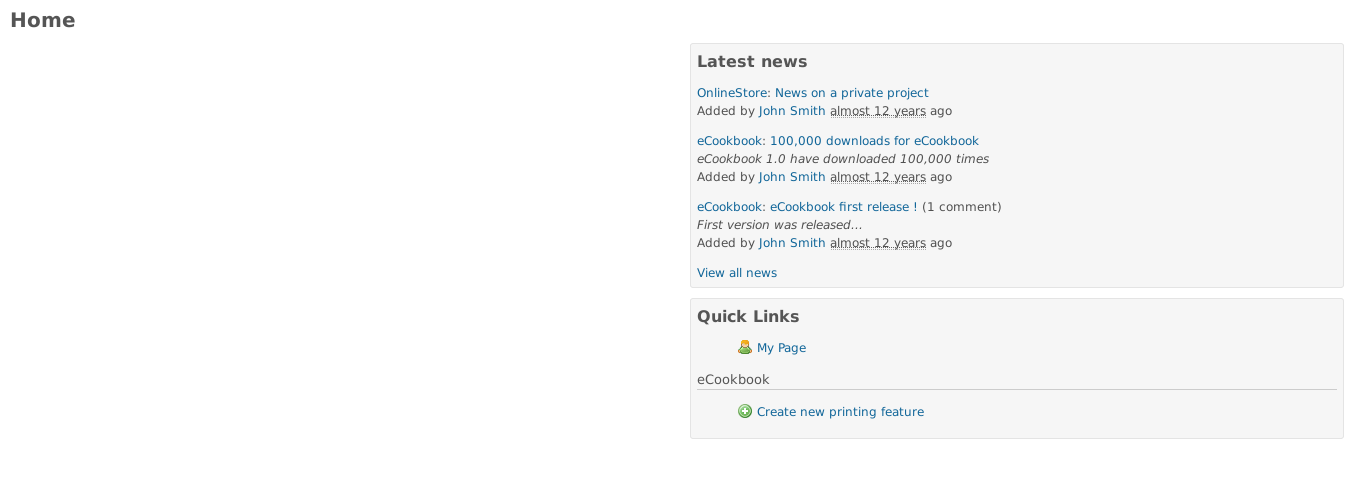 Home
Latest news
OnlineStore: News on a private project
Added by John Smith almost 12 years ago
eCookbook: 100,000 downloads for eCookbook
eCookbook 1.0 have downloaded 100,000 times
Added by John Smith almost 12 years ago
eCookbook: eCookbook first release ! (1 comment)
First version was released...
Added by John Smith almost 12 years ago
View all news
Quick Links
My Page
eCookbook
Create new printing feature